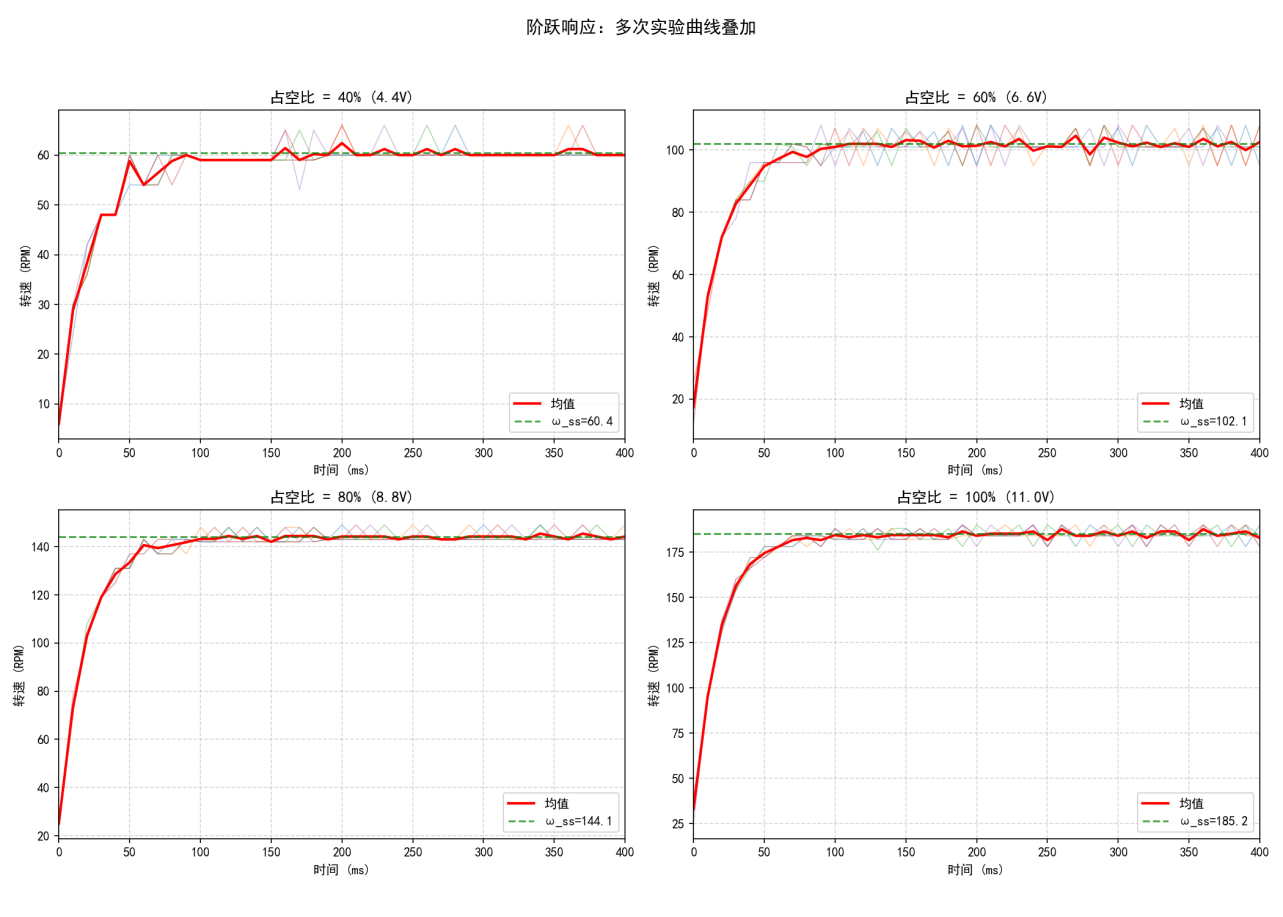 阶跃响应：多次实验曲线叠加
占空比 = 40% (4.4V)
60
50
40
30
20
10
转速 (RPM)
均值
ω_ss=60.4
0 50 100 150 200 250 300 350 400
时间 (ms)
占空比 = 60% (6.6V)
100
80
60
40
20
转速 (RPM)
均值
ω_ss=102.1
0 50 100 150 200 250 300 350 400
时间 (ms)
占空比 = 80% (8.8V)
140
120
100
80
60
40
20
转速 (RPM)
均值
ω_ss=144.1
0 50 100 150 200 250 300 350 400
时间 (ms)
占空比 = 100% (11.0V)
175
150
125
100
75
50
25
转速 (RPM)
均值
ω_ss=185.2
0 50 100 150 200 250 300 350 400
时间 (ms)